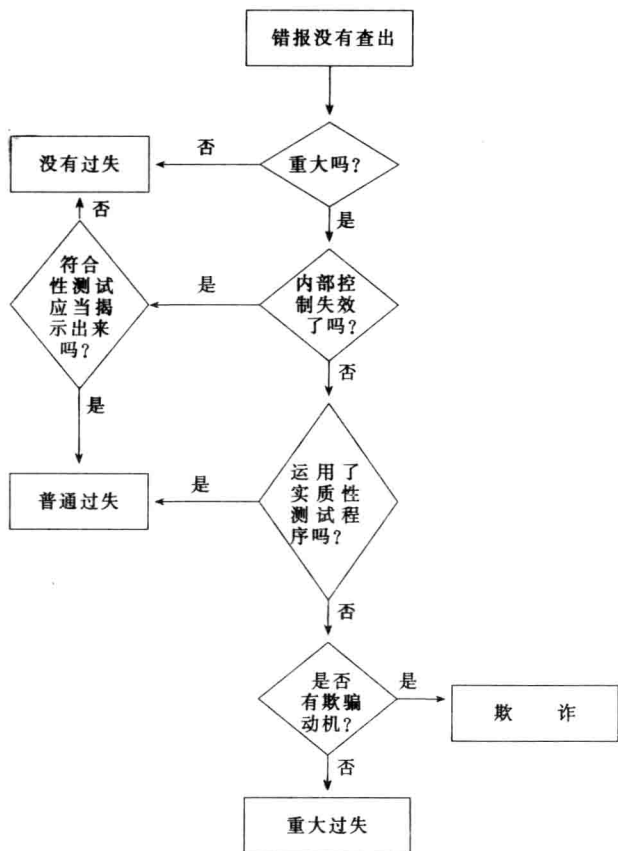 错报没有查出
重大吗?
否
没有过失
是
否
符合
性测试
应当揭
示出来
吗?
是
内部控
制失效
了吗?
是
否
运用了
实质性
测试程
序吗?
是
普通过失
否
是否
有欺骗
动机?
是
欺 诈
否
重大过失